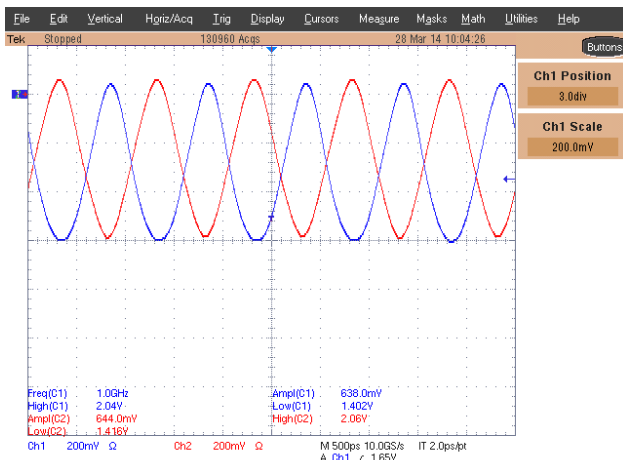 File Edit Vertical Horiz/Acq Trig Display Cursors Measure Masks Math Utilities Help
Tek Stopped 130960 Acqs 28 Mar 14 10:04:26
Buttons
Ch1 Position
3.0div
Ch1 Scale
200.0mV
Freq(C1) 1.0GHz Ampl(C1) 638.0mV
High(C1) 2.04V Low(C1) 1.402V
Ampl(C2) 644.0mV High(C2) 2.06V
Low(C2) 1.416V
Ch1 200mV Ω Ch2 200mV Ω M 500ps 10.0GS/s IT 2.0ps/pt
A Ch1 1.65V